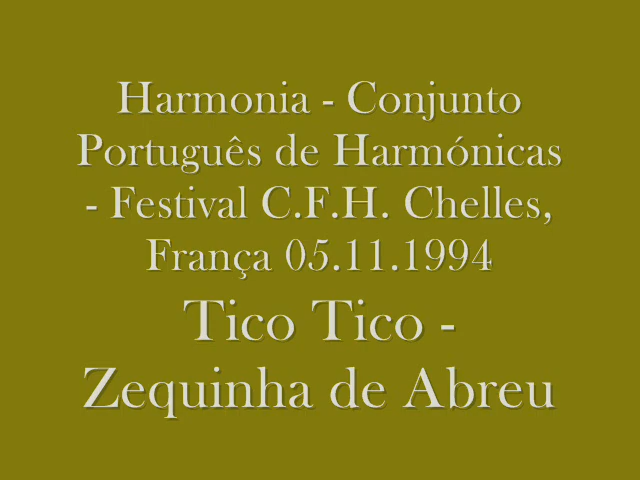 Harmonia - Conjunto
Português de Harmónicas
- Festival C.F.H. Chelles,
França 05.11.1994
Tico Tico -
Zequinha de Abreu